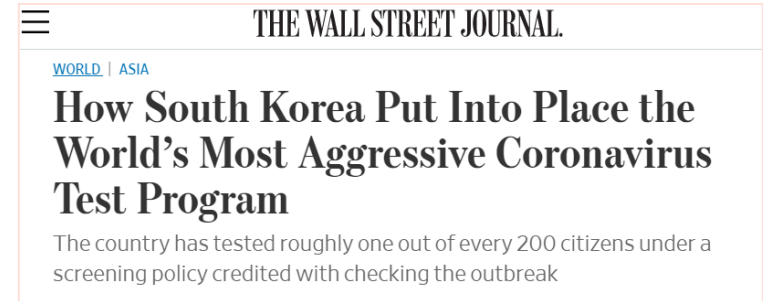 THE WALL STREET JOURNAL.
WORLD | ASIA
How South Korea Put Into Place the
World’s Most Aggressive Coronavirus
Test Program
The country has tested roughly one out of every 200 citizens under a
screening policy credited with checking the outbreak